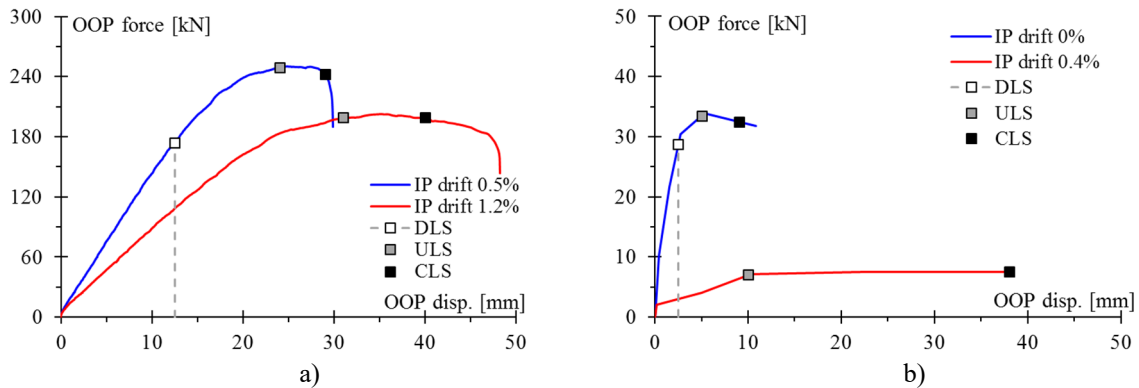 OOP force [kN]
300
240
180
120
60
0
IP drift 0.5%
IP drift 1.2%
DLS
ULS
CLS
OOP disp. [mm]
0 10 20 30 40 50
a)
OOP force [kN]
50
40
30
20
10
0
IP drift 0%
IP drift 0.4%
DLS
ULS
CLS
OOP disp. [mm]
0 10 20 30 40 50
b)